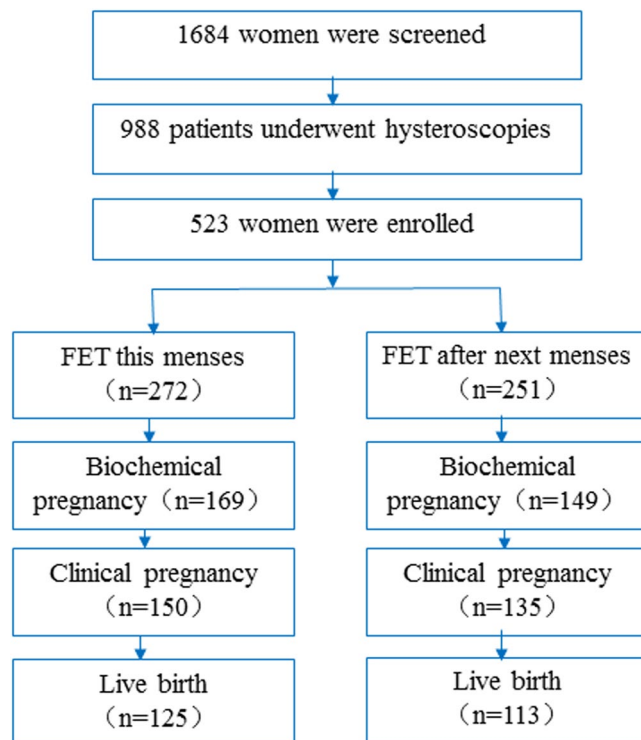 1684 women were screened
988 patients underwent hysteroscopies
523 women were enrolled
FET this menses
（n=272）
FET after next menses
（n=251）
Biochemical
pregnancy（n=169）
Biochemical
pregnancy（n=149）
Clinical pregnancy
（n=150）
Clinical pregnancy
（n=135）
Live birth
（n=125）
Live birth
（n=113）